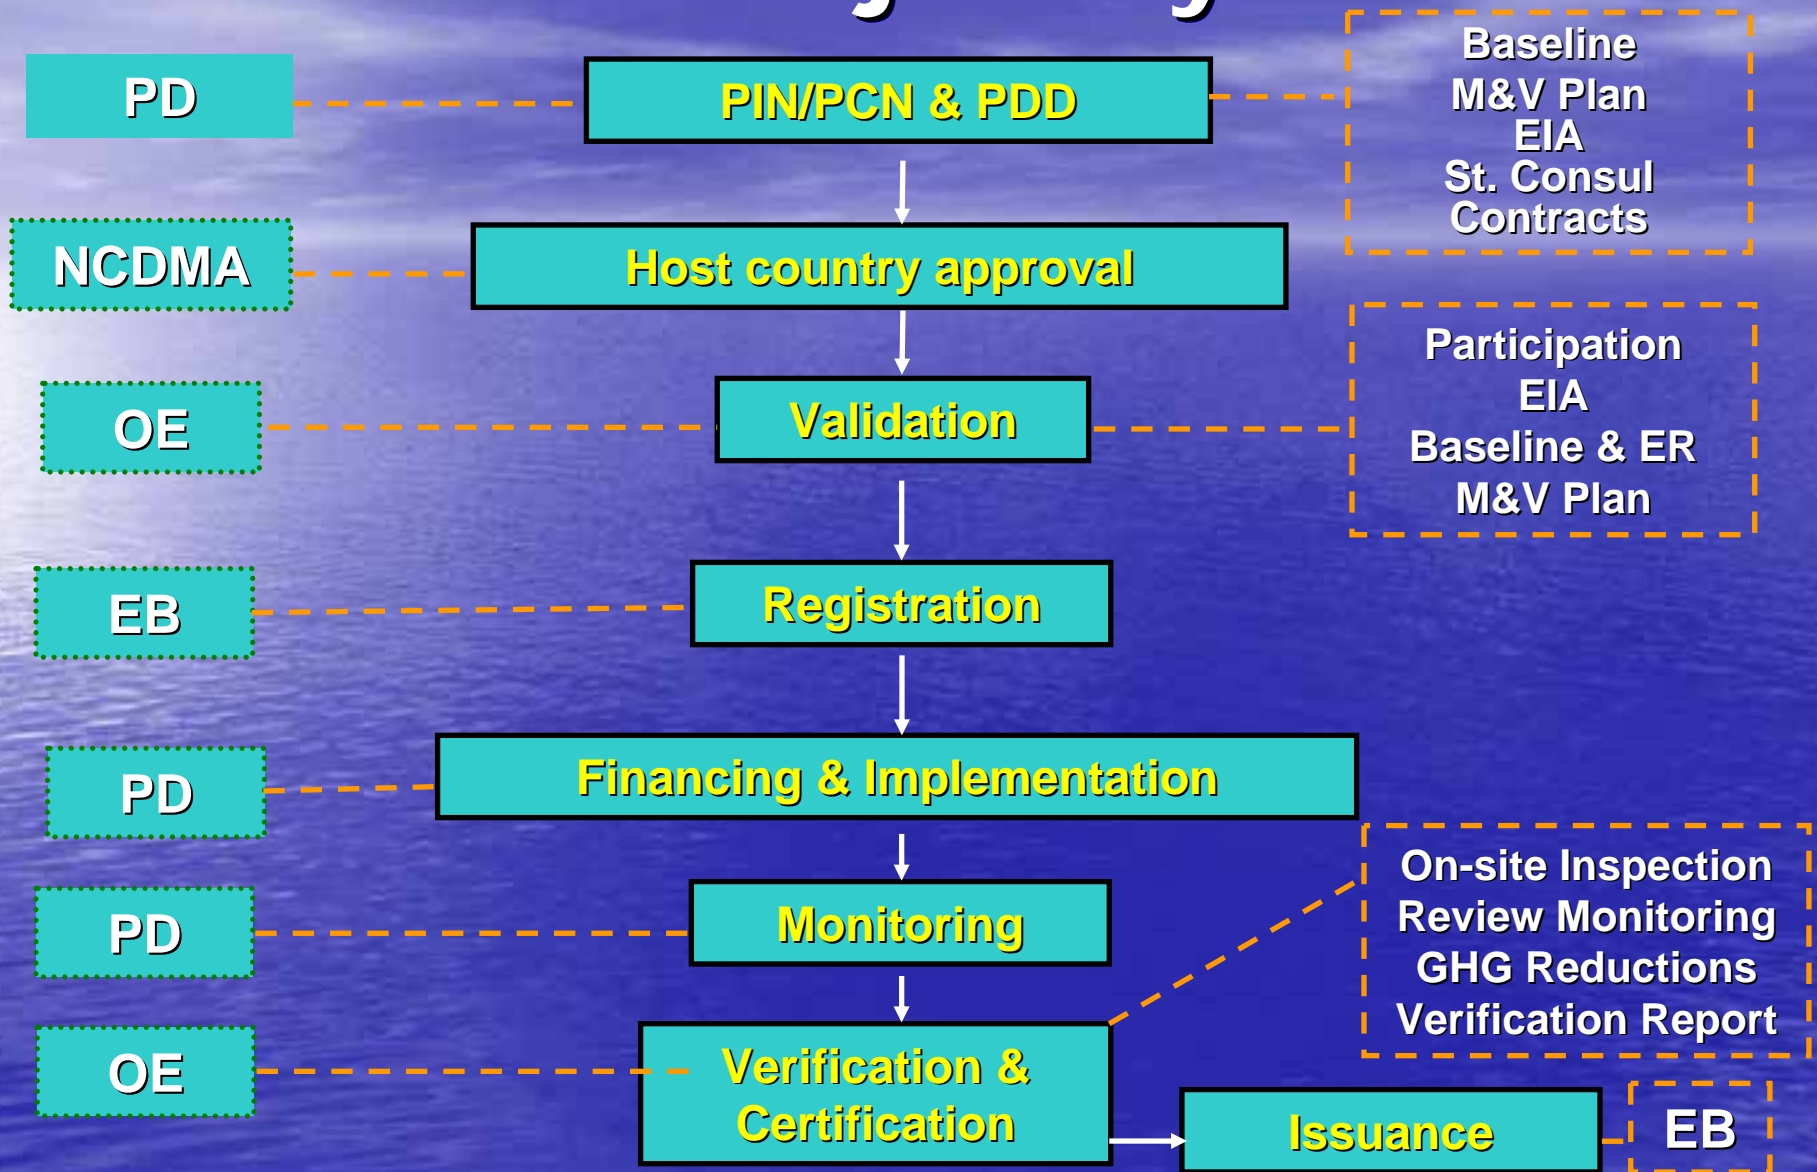 PD
PIN/PCN & PDD
Baseline
M&V Plan
EIA
St. Consul
Contracts
NCDMA
Host country approval
OE
Validation
Participation
EIA
Baseline & ER
M&V Plan
EB
Registration
PD
Financing & Implementation
PD
Monitoring
On-site Inspection
Review Monitoring
GHG Reductions
Verification Report
OE
Verification &
Certification
Issuance
EB